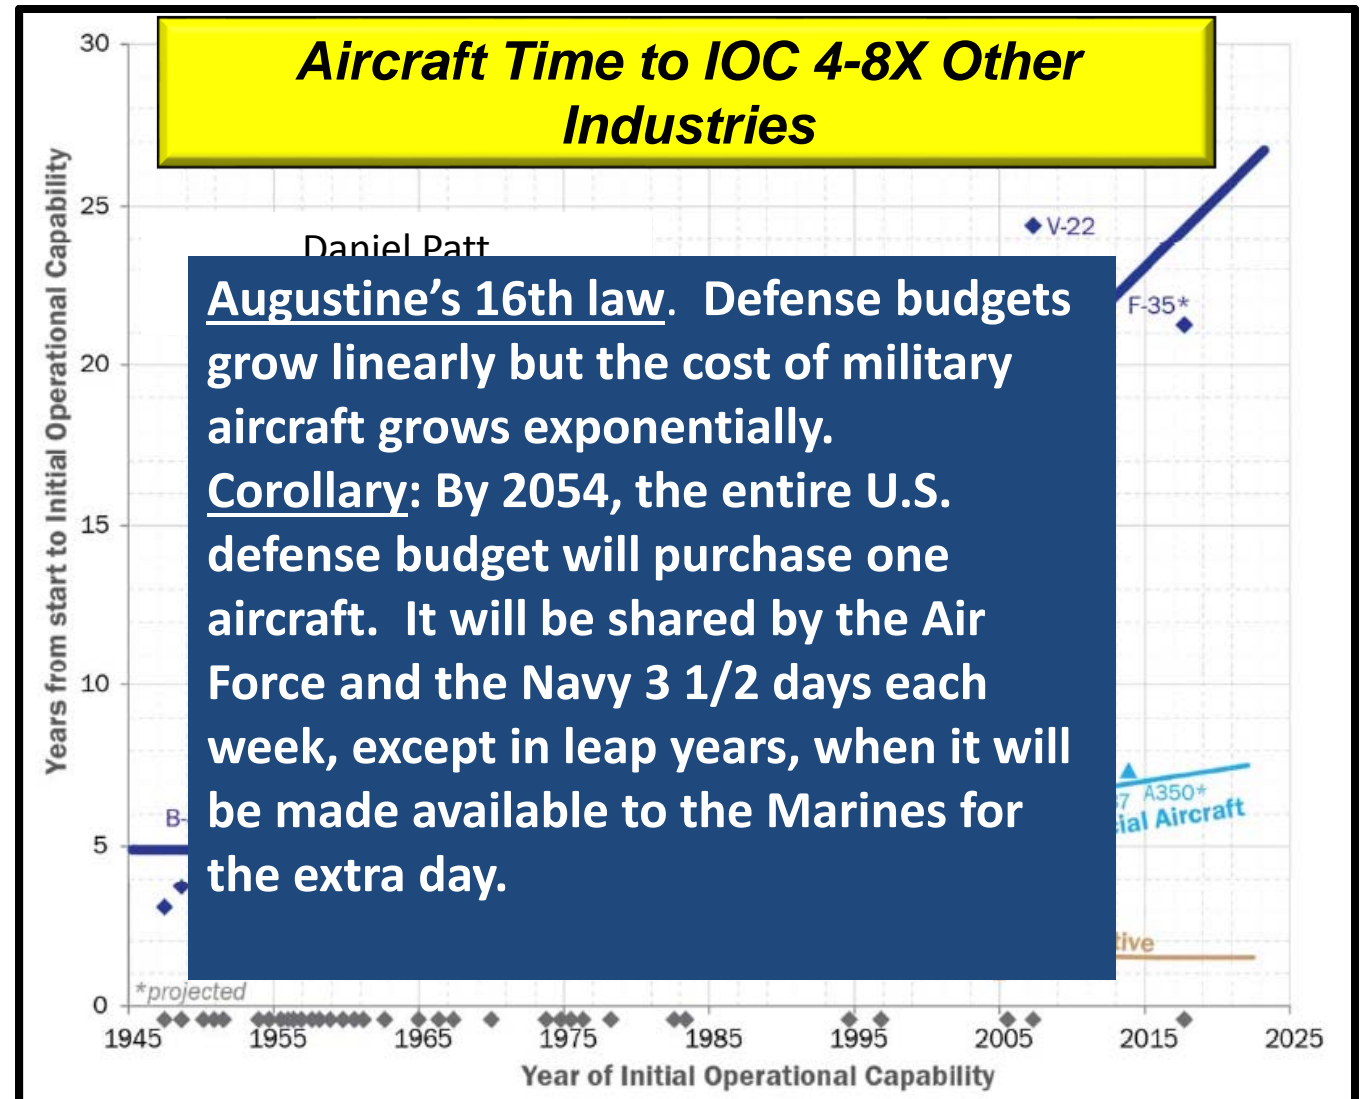 Aircraft Time to IOC 4-8X Other
Industries
30
25
20
15
10
5
0
Years from start to Initial Operational Capability
Daniel Patt
V-22
F-35*
Augustine’s 16th law.  Defense budgets
grow linearly but the cost of military
aircraft grows exponentially.
Corollary: By 2054, the entire U.S.
defense budget will purchase one
aircraft.  It will be shared by the Air
Force and the Navy 3 1/2 days each
week, except in leap years, when it will
be made available to the Marines for
the extra day.
B-
7 A350*
cial Aircraft
tive
*projected
1945 1955 1965 1975 1985 1995 2005 2015 2025
Year of Initial Operational Capability